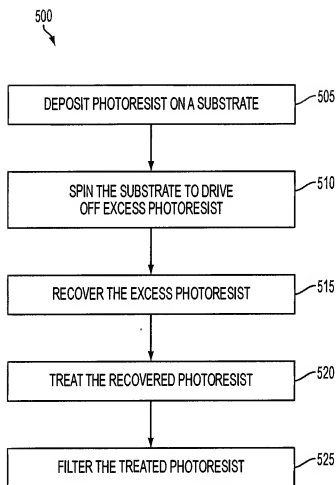 500
DEPOSIT PHOTORESIST ON A SUBSTRATE
505
SPIN THE SUBSTRATE TO DRIVE
OFF EXCESS PHOTORESIST
510
RECOVER THE EXCESS PHOTORESIST
515
TREAT THE RECOVERED PHOTORESIST
520
FILTER THE TREATED PHOTORESIST
525